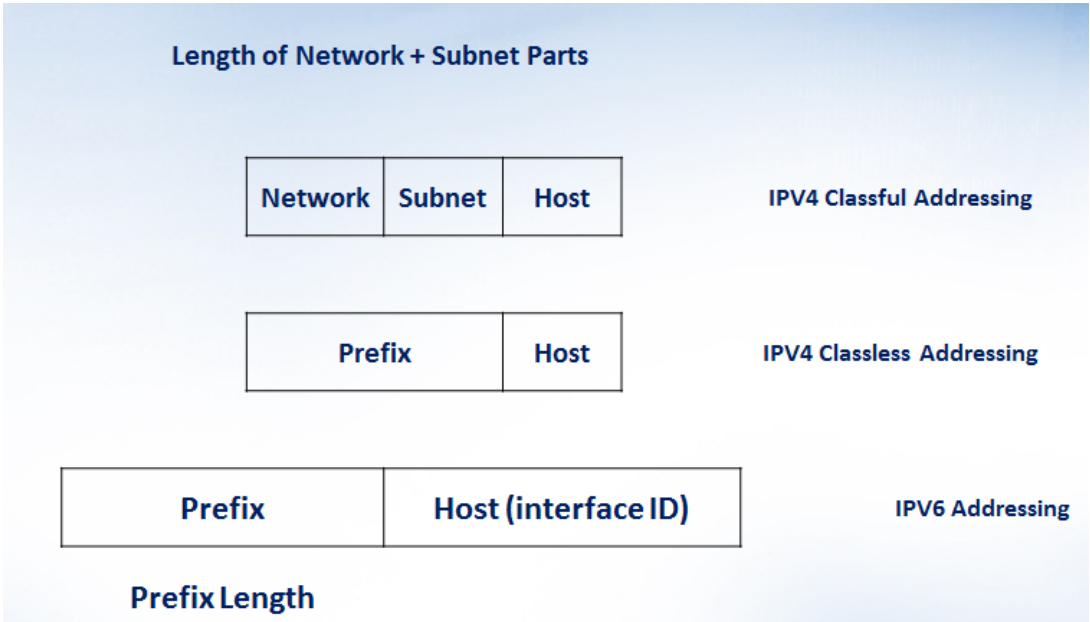 Length of Network + Subnet Parts
Network Subnet Host IPV4 Classful Addressing
Prefix Host IPV4 Classless Addressing
Prefix Host (interface ID) IPV6 Addressing
Prefix Length